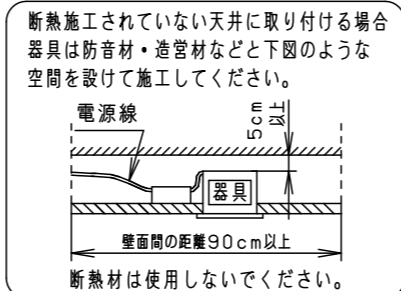 断熱施工されていない天井に取り付ける場合
器具は防音材・造営材などと下図のような
空間を設けて施工してください。
電源線
5cm
以上
器具
壁面間の距離90cm以上
断熱材は使用しないでください。